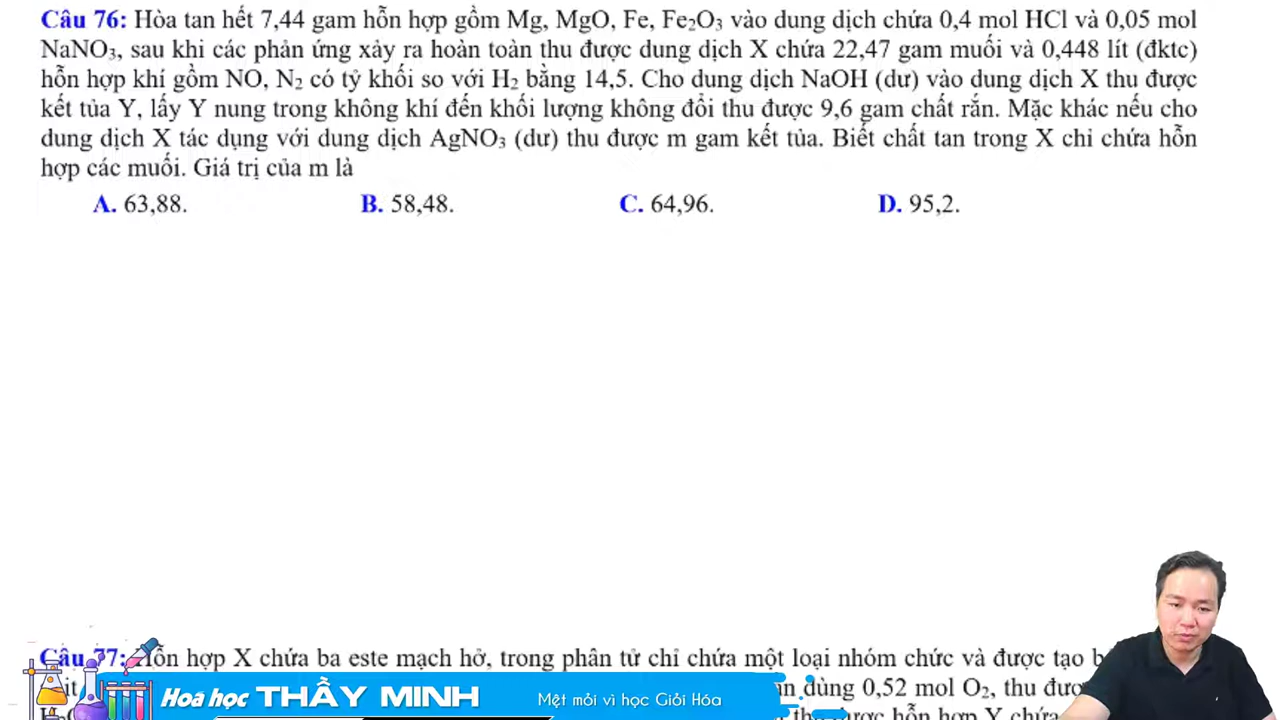 Câu 76: Hòa tan hết 7,44 gam hỗn hợp gồm Mg, MgO, Fe, Fe₂O₃ vào dung dịch chứa 0,4 mol HCl và 0,05 mol
NaNO₃, sau khi các phản ứng xảy ra hoàn toàn thu được dung dịch X chứa 22,47 gam muối và 0,448 lít (đktc)
hỗn hợp khí gồm NO, N₂ có tỷ khối so với H₂ bằng 14,5. Cho dung dịch NaOH (dư) vào dung dịch X thu được
kết tủa Y, lấy Y nung trong không khí đến khối lượng không đổi thu được 9,6 gam chất rắn. Mặc khác nếu cho
dung dịch X tác dụng với dung dịch AgNO₃ (dư) thu được m gam kết tủa. Biết chất tan trong X chỉ chứa hỗn
hợp các muối. Giá trị của m là
A. 63,88. B. 58,48. C. 64,96. D. 95,2.
Câu 77: Hỗn hợp X chứa ba este mạch hở, trong phân tử chỉ chứa một loại nhóm chức và được tạo
dùng 0,52 mol O₂, thu
hỗn hợp Y chứa
Hoá học THẦY MINH
Mệt mỏi vì học Giỏi Hóa